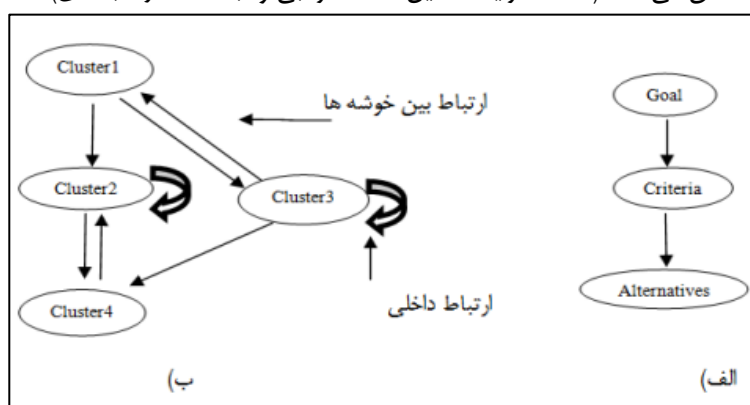 Cluster1
ارتباط بین خوشه ها
Goal
Cluster2
Cluster3
Criteria
ارتباط داخلی
Cluster4
Alternatives
ب)
الف)